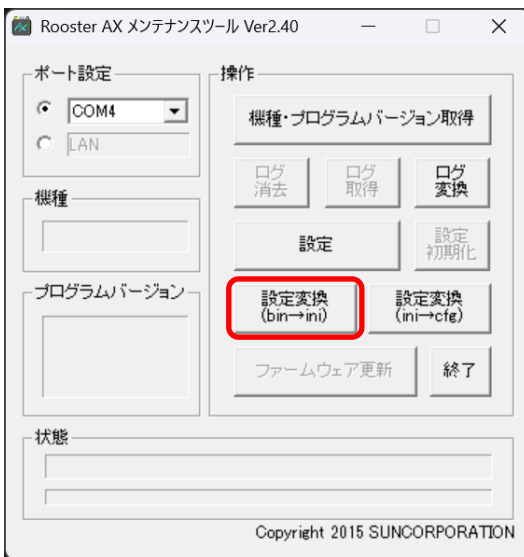 Rooster AX メンテナンスツール Ver2.40
ポート設定
COM4
LAN
機種
プログラムバージョン
操作
機種・プログラムバージョン取得
ログ
消去
ログ
取得
ログ
変換
設定
設定
初期化
設定変換
(bin→ini)
設定変換
(ini→cfg)
ファームウェア更新
終了
状態
Copyright 2015 SUNCORPORATION